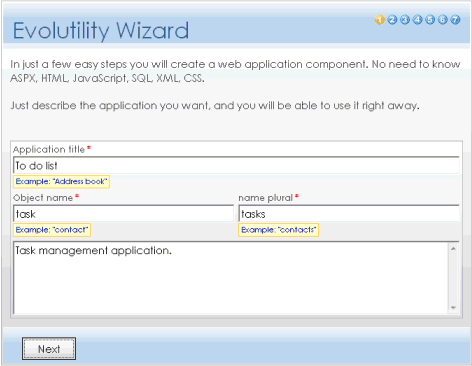 Evolutility Wizard
1 2 3 4 5 6 7
In just a few easy steps you will create a web application component. No need to know
ASPX, HTML, JavaScript, SQL, XML, CSS.
Just describe the application you want, and you will be able to use it right away.
Application title *
To do list
Example: "Address book"
Object name * name plural *
task tasks
Example: "contact" Example: "contacts"
Task management application.
Next